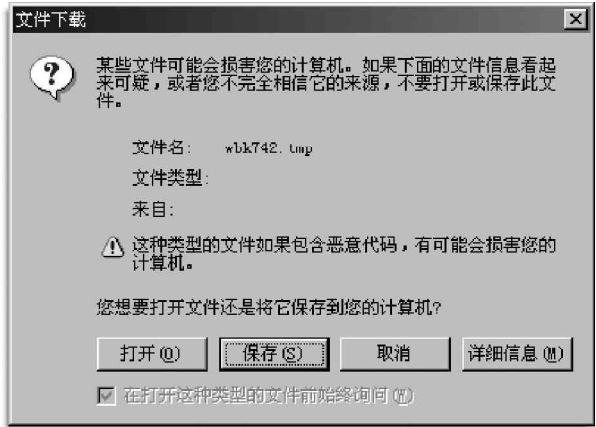 文件下载
某些文件可能会损害您的计算机。如果下面的文件信息看起
来可疑，或者您不完全相信它的来源，不要打开或保存此文
件。
文件名: wbk742.tmp
文件类型:
来自:
这种类型的文件如果包含恶意代码，有可能会损害您的
计算机。
您想要打开文件还是将它保存到您的计算机?
打开(O) 保存(S) 取消 详细信息(M)
在打开这种类型的文件前始终询问(W)